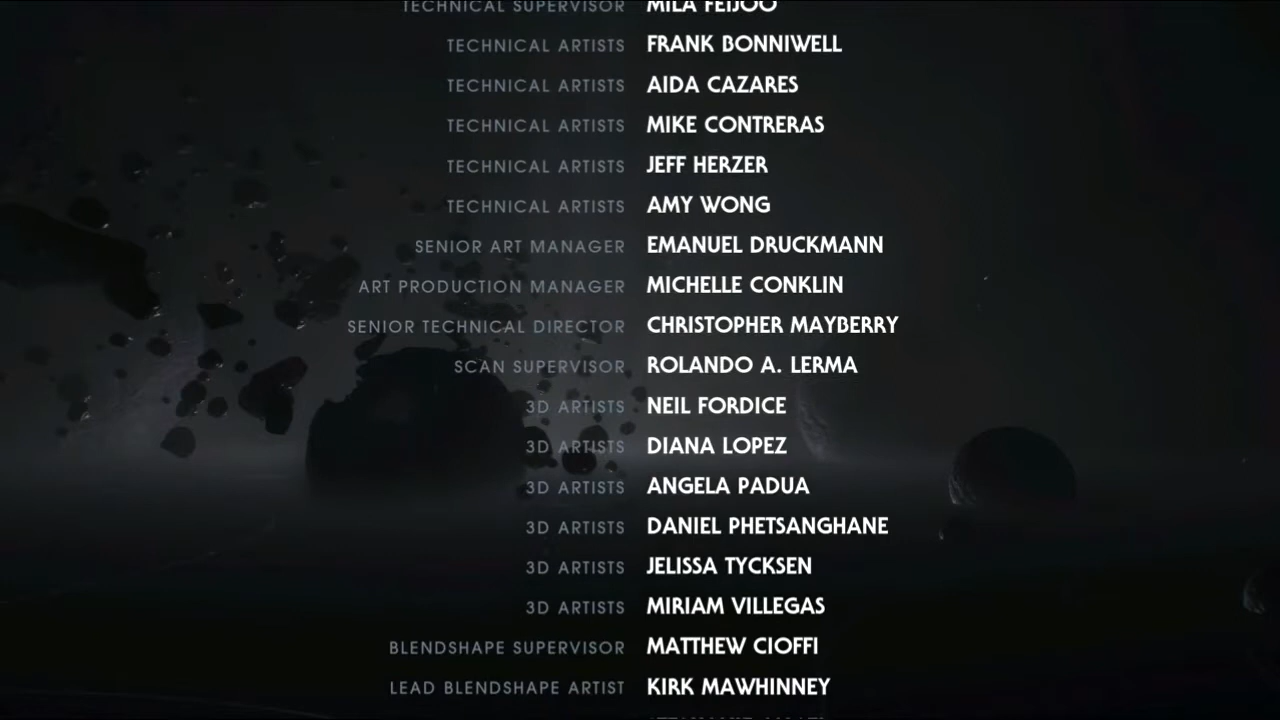 TECHNICAL SUPERVISOR MILA FEIJOO
TECHNICAL ARTISTS FRANK BONNIWELL
TECHNICAL ARTISTS AIDA CAZARES
TECHNICAL ARTISTS MIKE CONTRERAS
TECHNICAL ARTISTS JEFF HERZER
TECHNICAL ARTISTS AMY WONG
SENIOR ART MANAGER EMANUEL DRUCKMANN
ART PRODUCTION MANAGER MICHELLE CONKLIN
SENIOR TECHNICAL DIRECTOR CHRISTOPHER MAYBERRY
SCAN SUPERVISOR ROLANDO A. LERMA
3D ARTISTS NEIL FORDICE
3D ARTISTS DIANA LOPEZ
3D ARTISTS ANGELA PADUA
3D ARTISTS DANIEL PHETSANGHANE
3D ARTISTS JELISSA TYCKSEN
3D ARTISTS MIRIAM VILLEGAS
BLENDSHAPE SUPERVISOR MATTHEW CIOFFI
LEAD BLENDSHAPE ARTIST KIRK MAWHINNEY